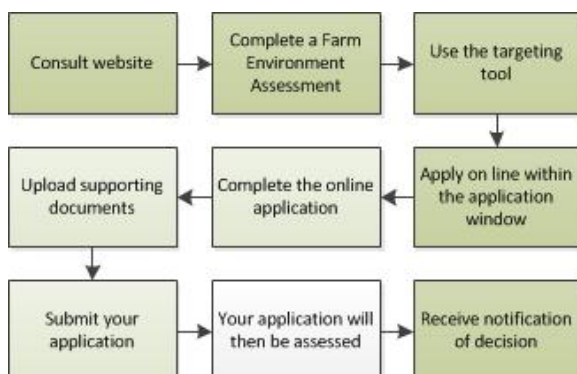 Consult website
Complete a Farm
Environment
Assessment
Use the targeting
tool
Apply on line within
the application
window
Complete the online
application
Upload supporting
documents
Submit your
application
Your application will
then be assessed
Receive notification
of decision